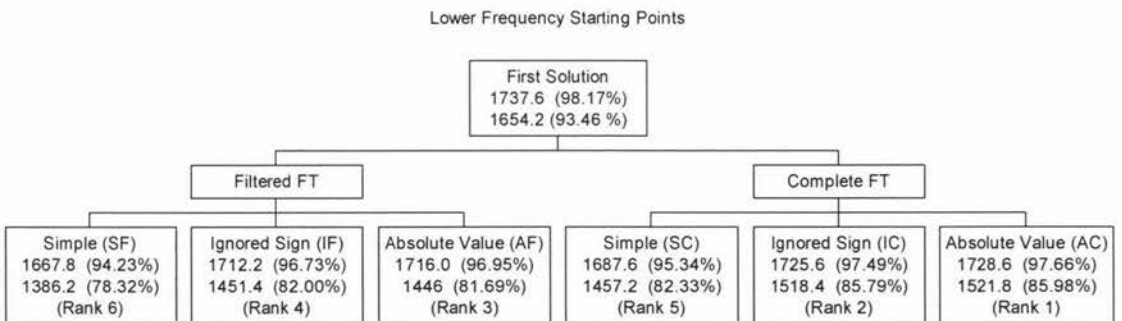 Lower Frequency Starting Points
First Solution
1737.6 (98.17%)
1654.2 (93.46 %)
Filtered FT
Complete FT
Simple (SF)
1667.8 (94.23%)
1386.2 (78.32%)
(Rank 6)
Ignored Sign (IF)
1712.2 (96.73%)
1451.4 (82.00%)
(Rank 4)
Absolute Value (AF)
1716.0 (96.95%)
1446 (81.69%)
(Rank 3)
Simple (SC)
1687.6 (95.34%)
1457.2 (82.33%)
(Rank 5)
Ignored Sign (IC)
1725.6 (97.49%)
1518.4 (85.79%)
(Rank 2)
Absolute Value (AC)
1728.6 (97.66%)
1521.8 (85.98%)
(Rank 1)